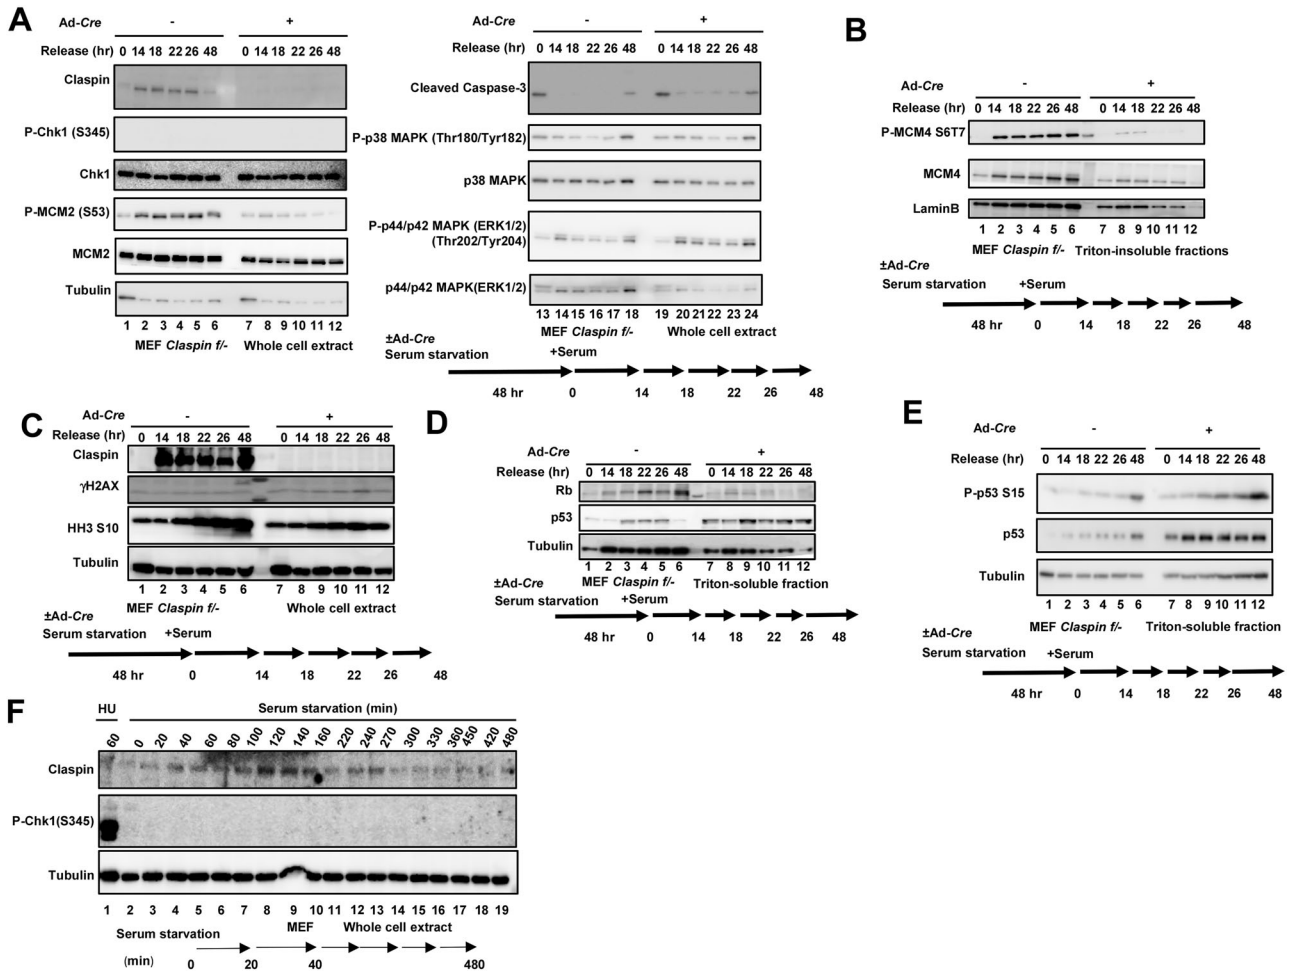 A
Ad-Cre - +
Release (hr) 0 14 18 22 26 48 0 14 18 22 26 48
Claspin
P-Chk1 (S345)
Chk1
P-MCM2 (S53)
MCM2
Tubulin
1 2 3 4 5 6 7 8 9 10 11 12
MEF Claspin f/- Whole cell extract
Ad-Cre - +
Release (hr) 0 14 18 22 26 48 0 14 18 22 26 48
Cleaved Caspase-3
P-p38 MAPK (Thr180/Tyr182)
p38 MAPK
P-p44/p42 MAPK (ERK1/2)
(Thr202/Tyr204)
p44/p42 MAPK(ERK1/2)
13 14 15 16 17 18 19 20 21 22 23 24
MEF Claspin f/- Whole cell extract
±Ad-Cre
Serum starvation +Serum
48 hr 0 14 18 22 26 48
B
Ad-Cre - +
Release (hr) 0 14 18 22 26 48 0 14 18 22 26 48
P-MCM4 S6T7
MCM4
LaminB
1 2 3 4 5 6 7 8 9 10 11 12
MEF Claspin f/- Triton-insoluble fractions
±Ad-Cre
Serum starvation +Serum
48 hr 0 14 18 22 26 48
C
Ad-Cre - +
Release (hr) 0 14 18 22 26 48 0 14 18 22 26 48
Claspin
γH2AX
HH3 S10
Tubulin
1 2 3 4 5 6 7 8 9 10 11 12
MEF Claspin f/- Whole cell extract
±Ad-Cre
Serum starvation +Serum
48 hr 0 14 18 22 26 48
D
Ad-Cre - +
Release (hr) 0 14 18 22 26 48 0 14 18 22 26 48
Rb
p53
Tubulin
1 2 3 4 5 6 7 8 9 10 11 12
MEF Claspin f/- Triton-soluble fraction
±Ad-Cre
Serum starvation +Serum
48 hr 0 14 18 22 26 48
E
Ad-Cre - +
Release (hr) 0 14 18 22 26 48 0 14 18 22 26 48
P-p53 S15
p53
Tubulin
1 2 3 4 5 6 7 8 9 10 11 12
MEF Claspin f/- Triton-soluble fraction
±Ad-Cre
Serum starvation +Serum
48 hr 0 14 18 22 26 48
F
HU Serum starvation (min)
60 0 20 40 60 80 100 120 140 160 220 240 270 300 330 360 450 420 480
Claspin
P-Chk1(S345)
Tubulin
1 2 3 4 5 6 7 8 9 10 11 12 13 14 15 16 17 18 19
MEF Whole cell extract
Serum starvation
(min) 0 20 40 480